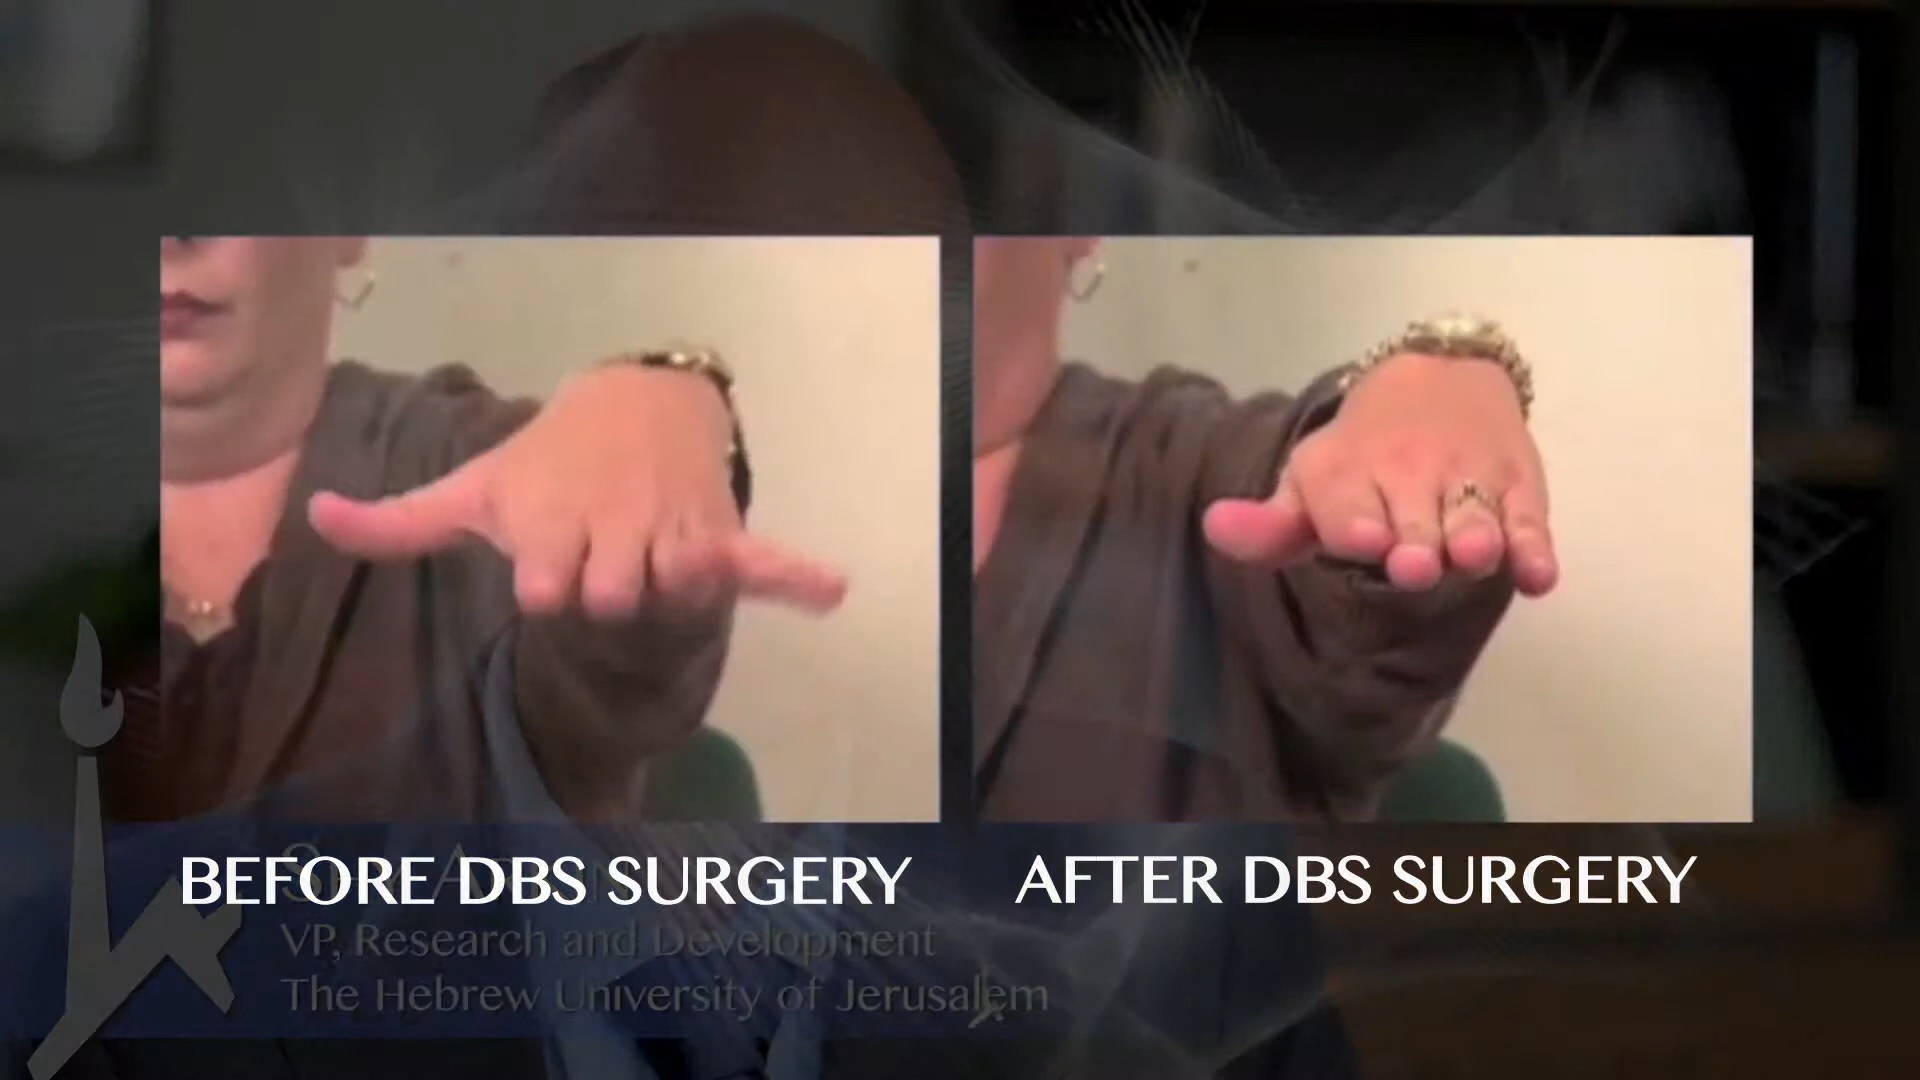 BEFORE DBS SURGERY
AFTER DBS SURGERY
VP, Research and Development
The Hebrew University of Jerusalem